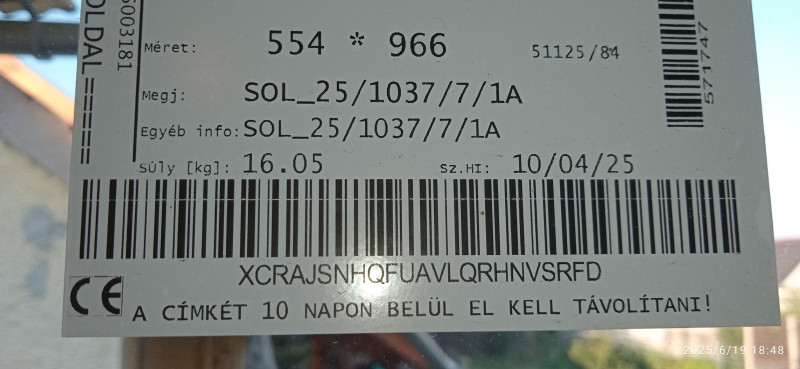 OLDAL======
6003181
Méret: 554 * 966 51125/84
Megj: SOL_25/1037/7/1A
Egyéb info: SOL_25/1037/7/1A
Súly [kg]: 16.05 Sz.HI: 10/04/25
571747
XCRAJSNHQFUAVLQRHNVSRFD
CE A CÍMKÉT 10 NAPON BELÜL EL KELL TÁVOLÍTANI!
2025/6/19 18:48